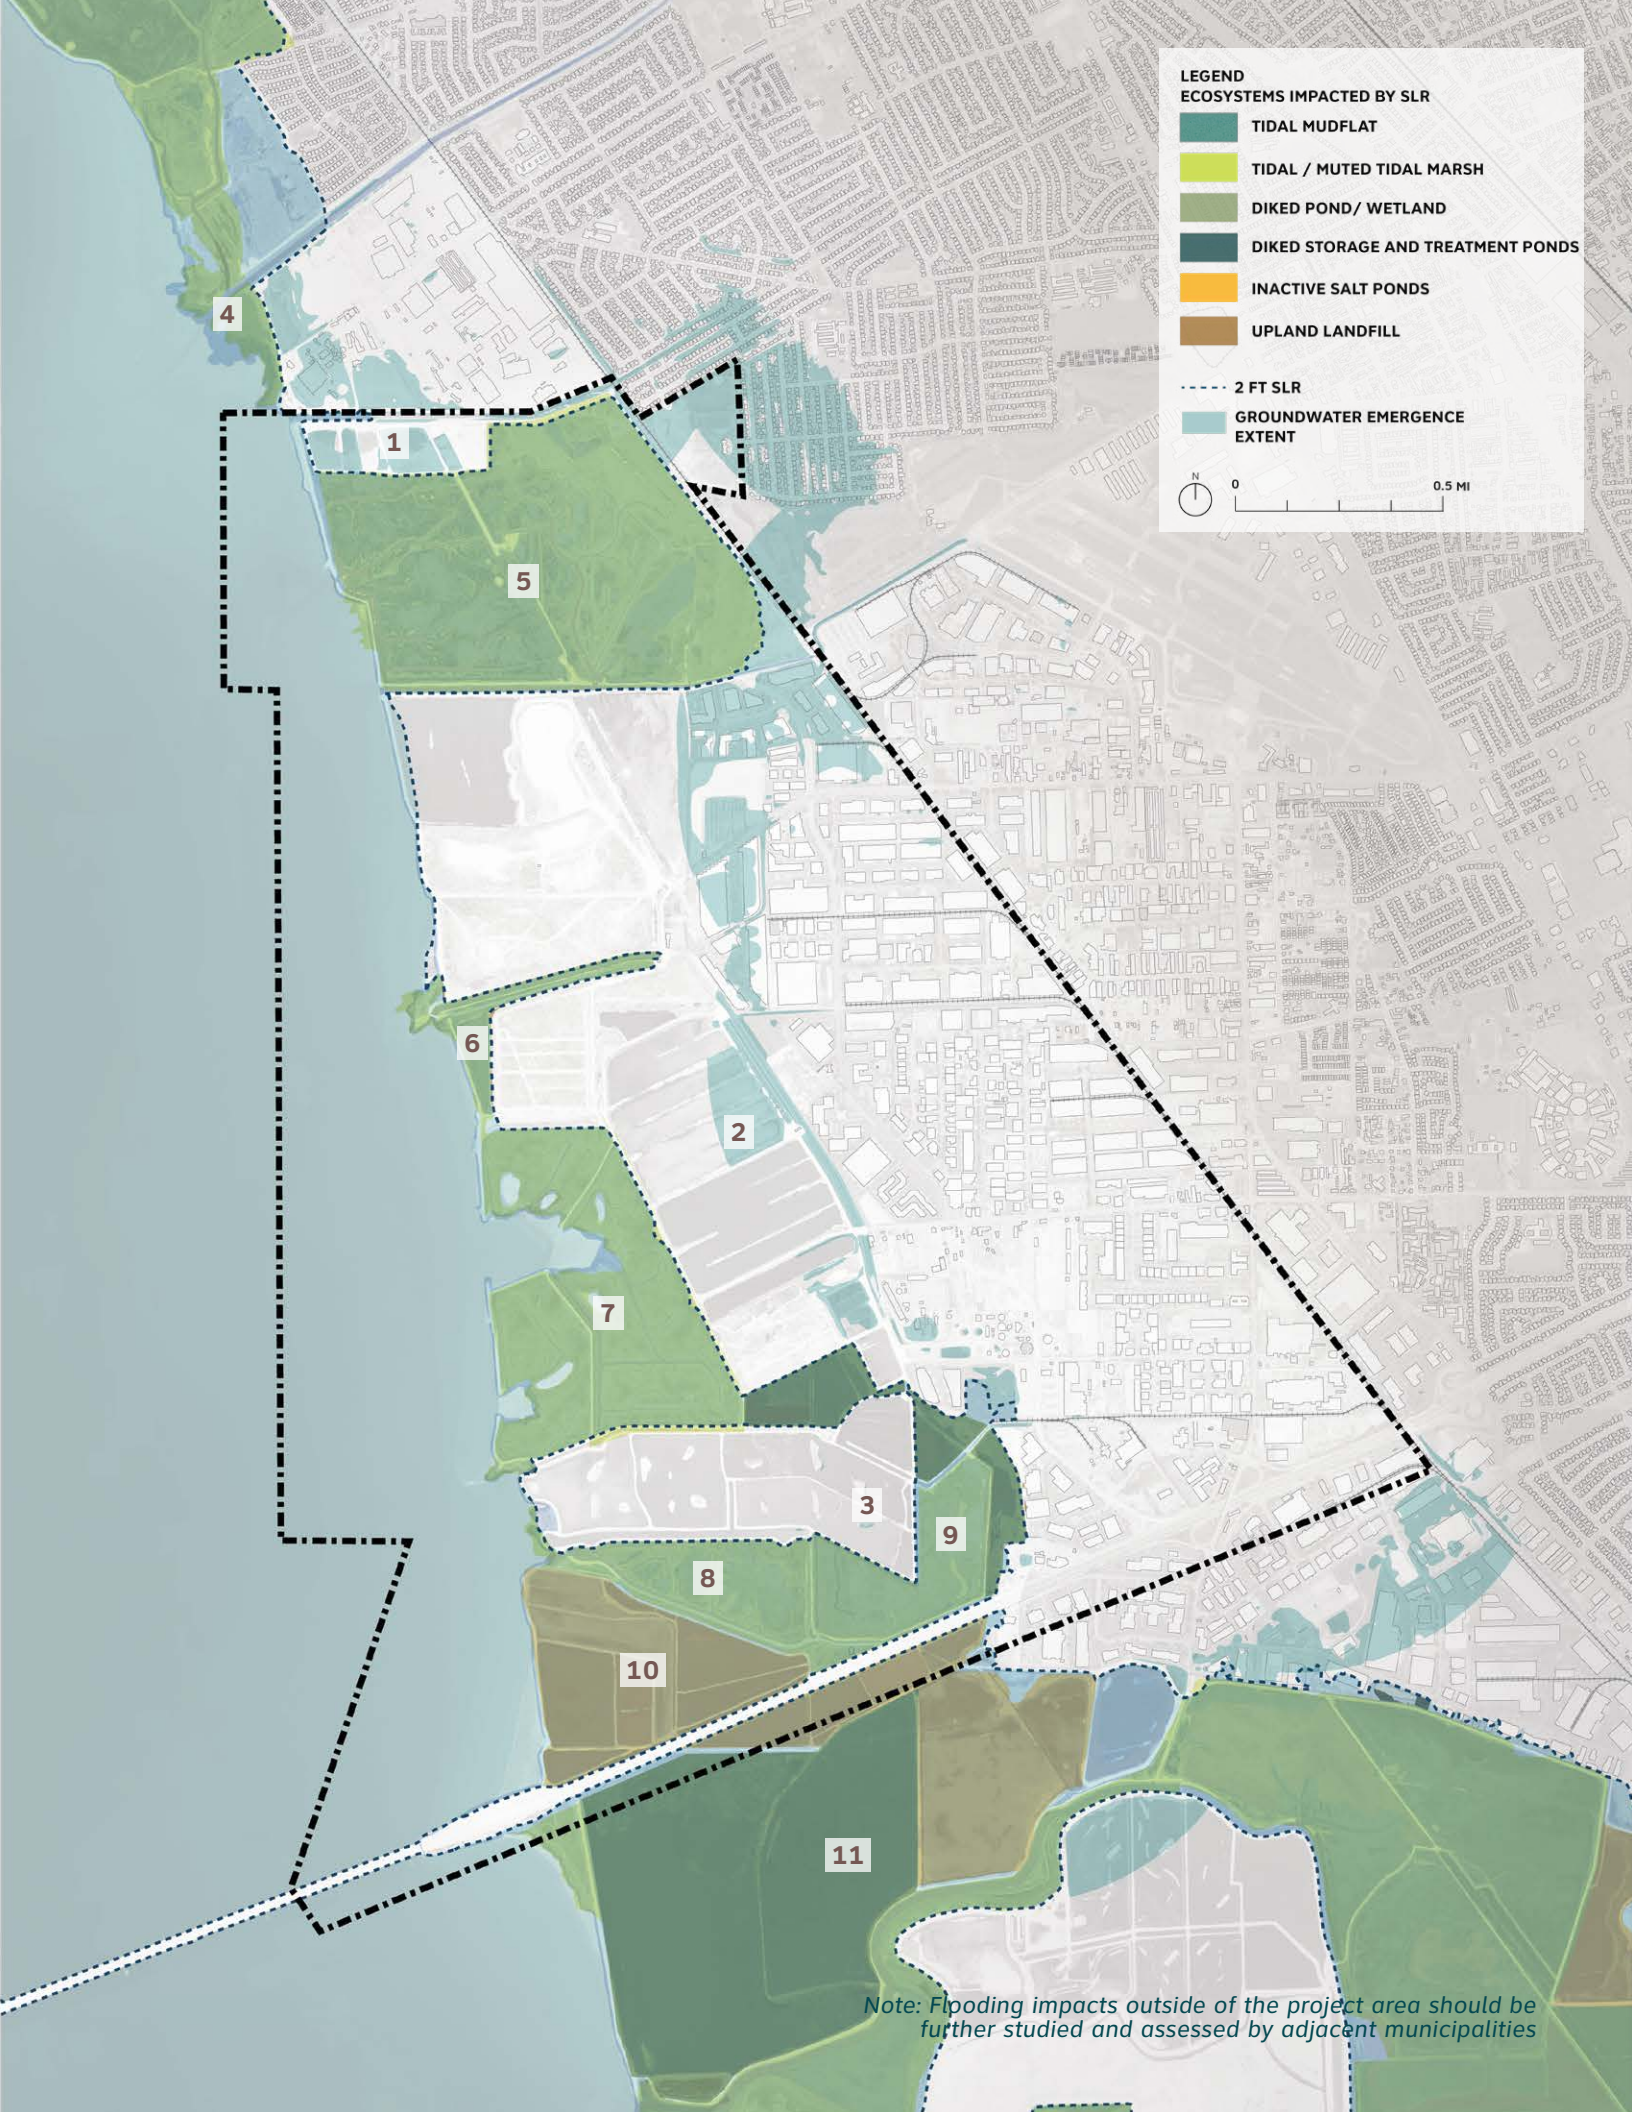 LEGEND
ECOSYSTEMS IMPACTED BY SLR
TIDAL MUDFLAT
TIDAL / MUTED TIDAL MARSH
DIKED POND/ WETLAND
DIKED STORAGE AND TREATMENT PONDS
INACTIVE SALT PONDS
UPLAND LANDFILL
2 FT SLR
GROUNDWATER EMERGENCE
EXTENT
N
0 0.5 MI
4
1
5
6
2
7
3
9
8
10
11
Note: Flooding impacts outside of the project area should be
further studied and assessed by adjacent municipalities